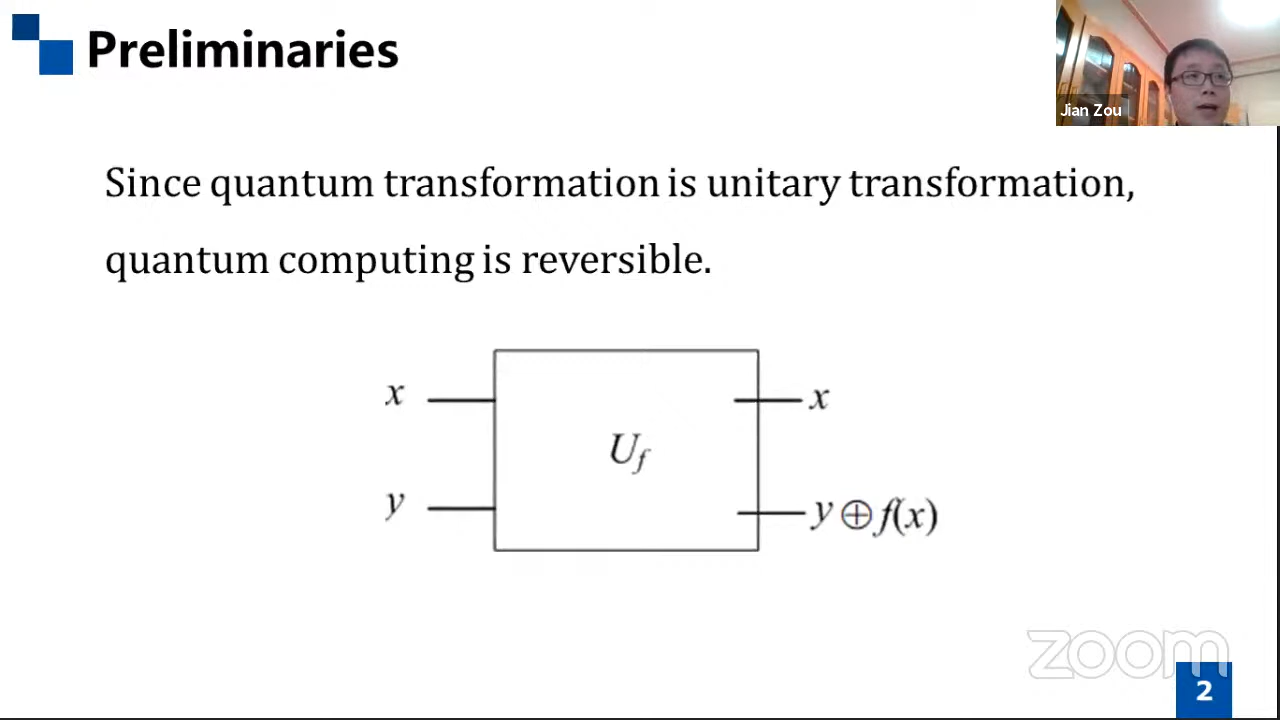 Preliminaries
Jian Zou
Since quantum transformation is unitary transformation,
quantum computing is reversible.
x
x
U_f
y
y ⊕ f(x)
zoom
2